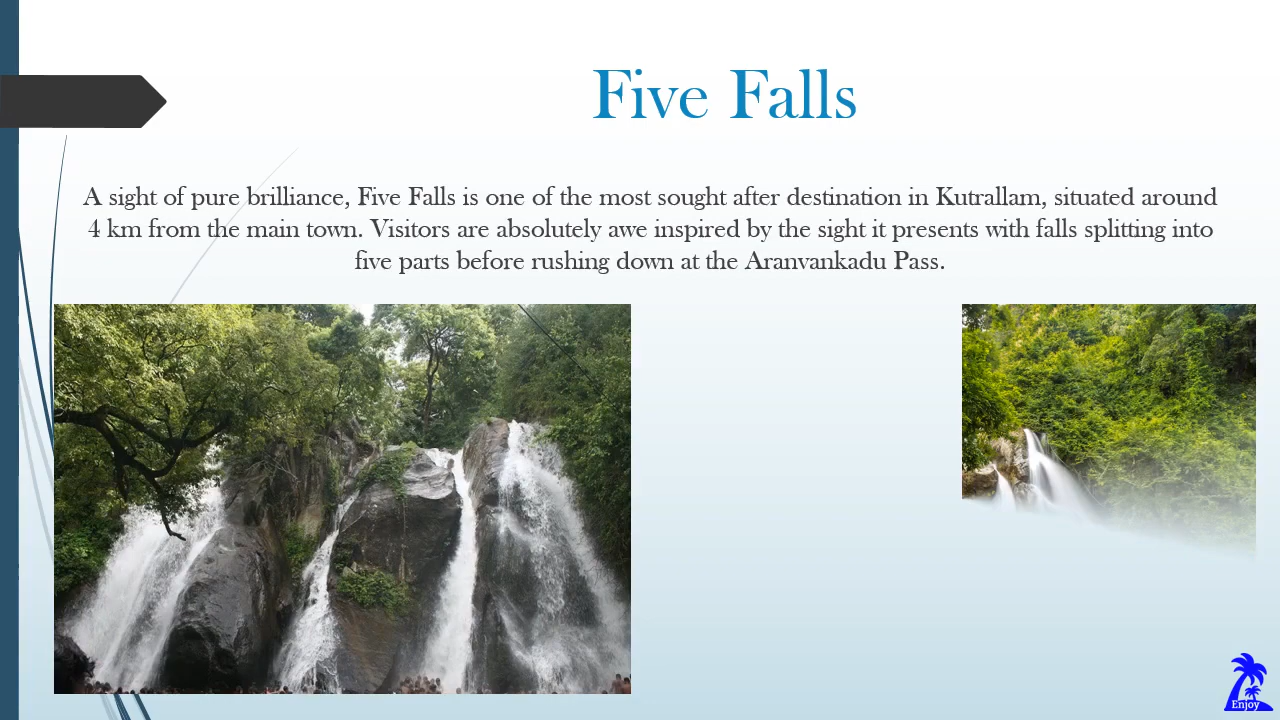 Five Falls
A sight of pure brilliance, Five Falls is one of the most sought after destination in Kutrallam, situated around
4 km from the main town. Visitors are absolutely awe inspired by the sight it presents with falls splitting into
five parts before rushing down at the Aranvankadu Pass.
Enjoy